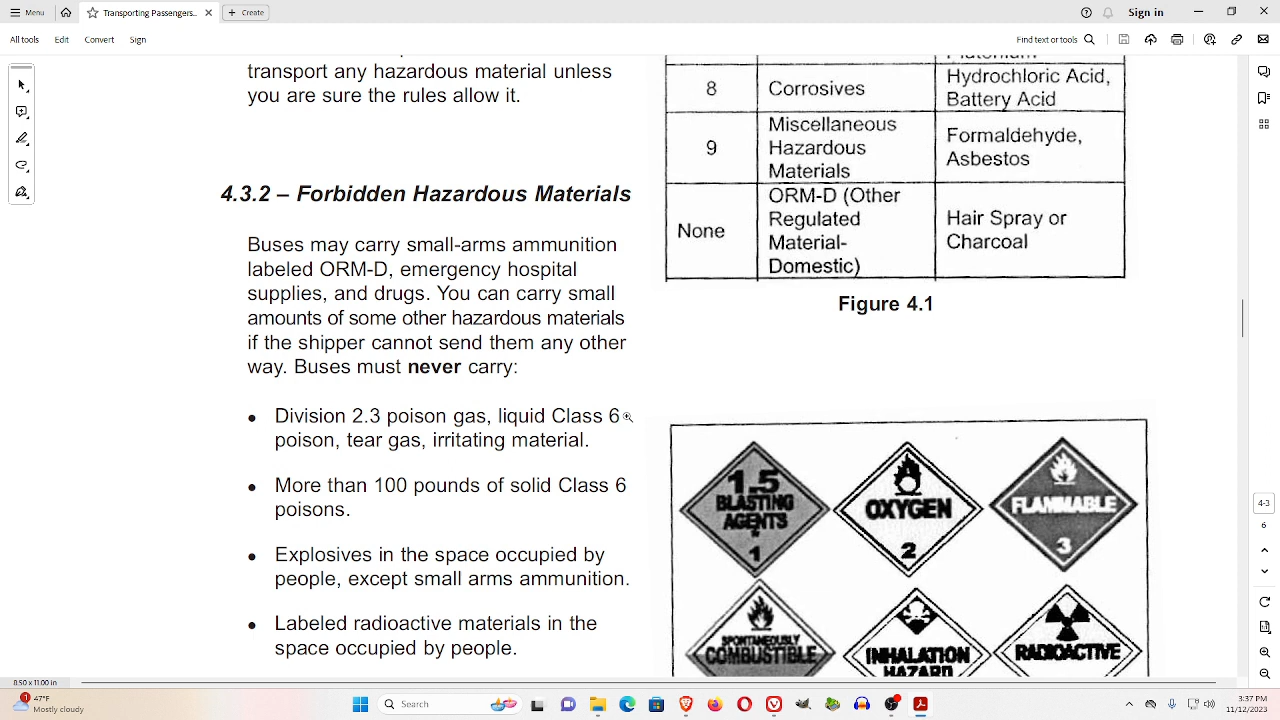 Menu
Transporting Passengers...
Create
Sign in
All tools
Edit
Convert
Sign
Find text or tools
transport any hazardous material unless
you are sure the rules allow it.
4.3.2 – Forbidden Hazardous Materials
Buses may carry small-arms ammunition
labeled ORM-D, emergency hospital
supplies, and drugs. You can carry small
amounts of some other hazardous materials
if the shipper cannot send them any other
way. Buses must never carry:
• Division 2.3 poison gas, liquid Class 6
poison, tear gas, irritating material.
• More than 100 pounds of solid Class 6
poisons.
• Explosives in the space occupied by
people, except small arms ammunition.
• Labeled radioactive materials in the
space occupied by people.
Plutonium
8
Corrosives
Hydrochloric Acid,
Battery Acid
9
Miscellaneous
Hazardous
Materials
Formaldehyde,
Asbestos
None
ORM-D (Other
Regulated
Material-
Domestic)
Hair Spray or
Charcoal
Figure 4.1
1.5
BLASTING
AGENTS
*
1
OXYGEN
2
FLAMMABLE
3
SPONTANEOUSLY
COMBUSTIBLE
INHALATION
HAZARD
RADIOACTIVE
4-3
6
8.50 x 11.00 in
1
47°F
Mostly cloudy
Search
3:37 PM
11/22/2023